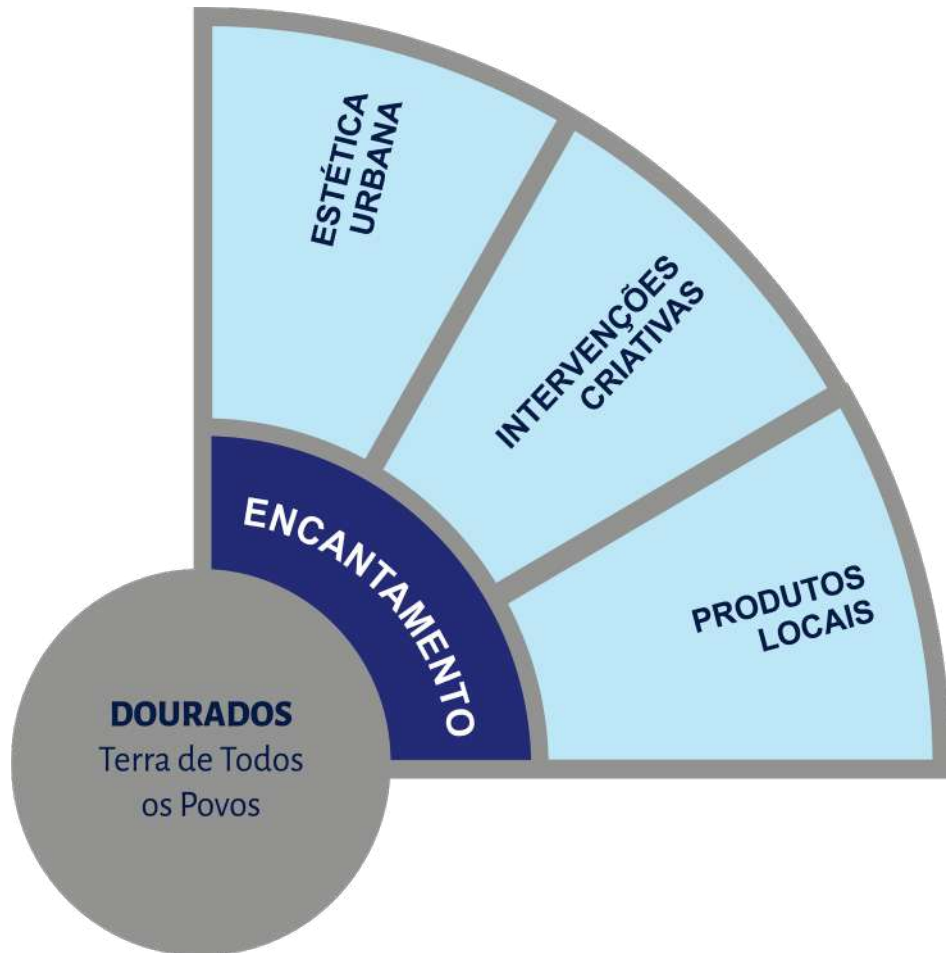 ESTÉTICA
URBANA
INTERVENÇÕES
CRIATIVAS
PRODUTOS
LOCAIS
ENCANTAMENTO
DOURADOS
Terra de Todos
os Povos